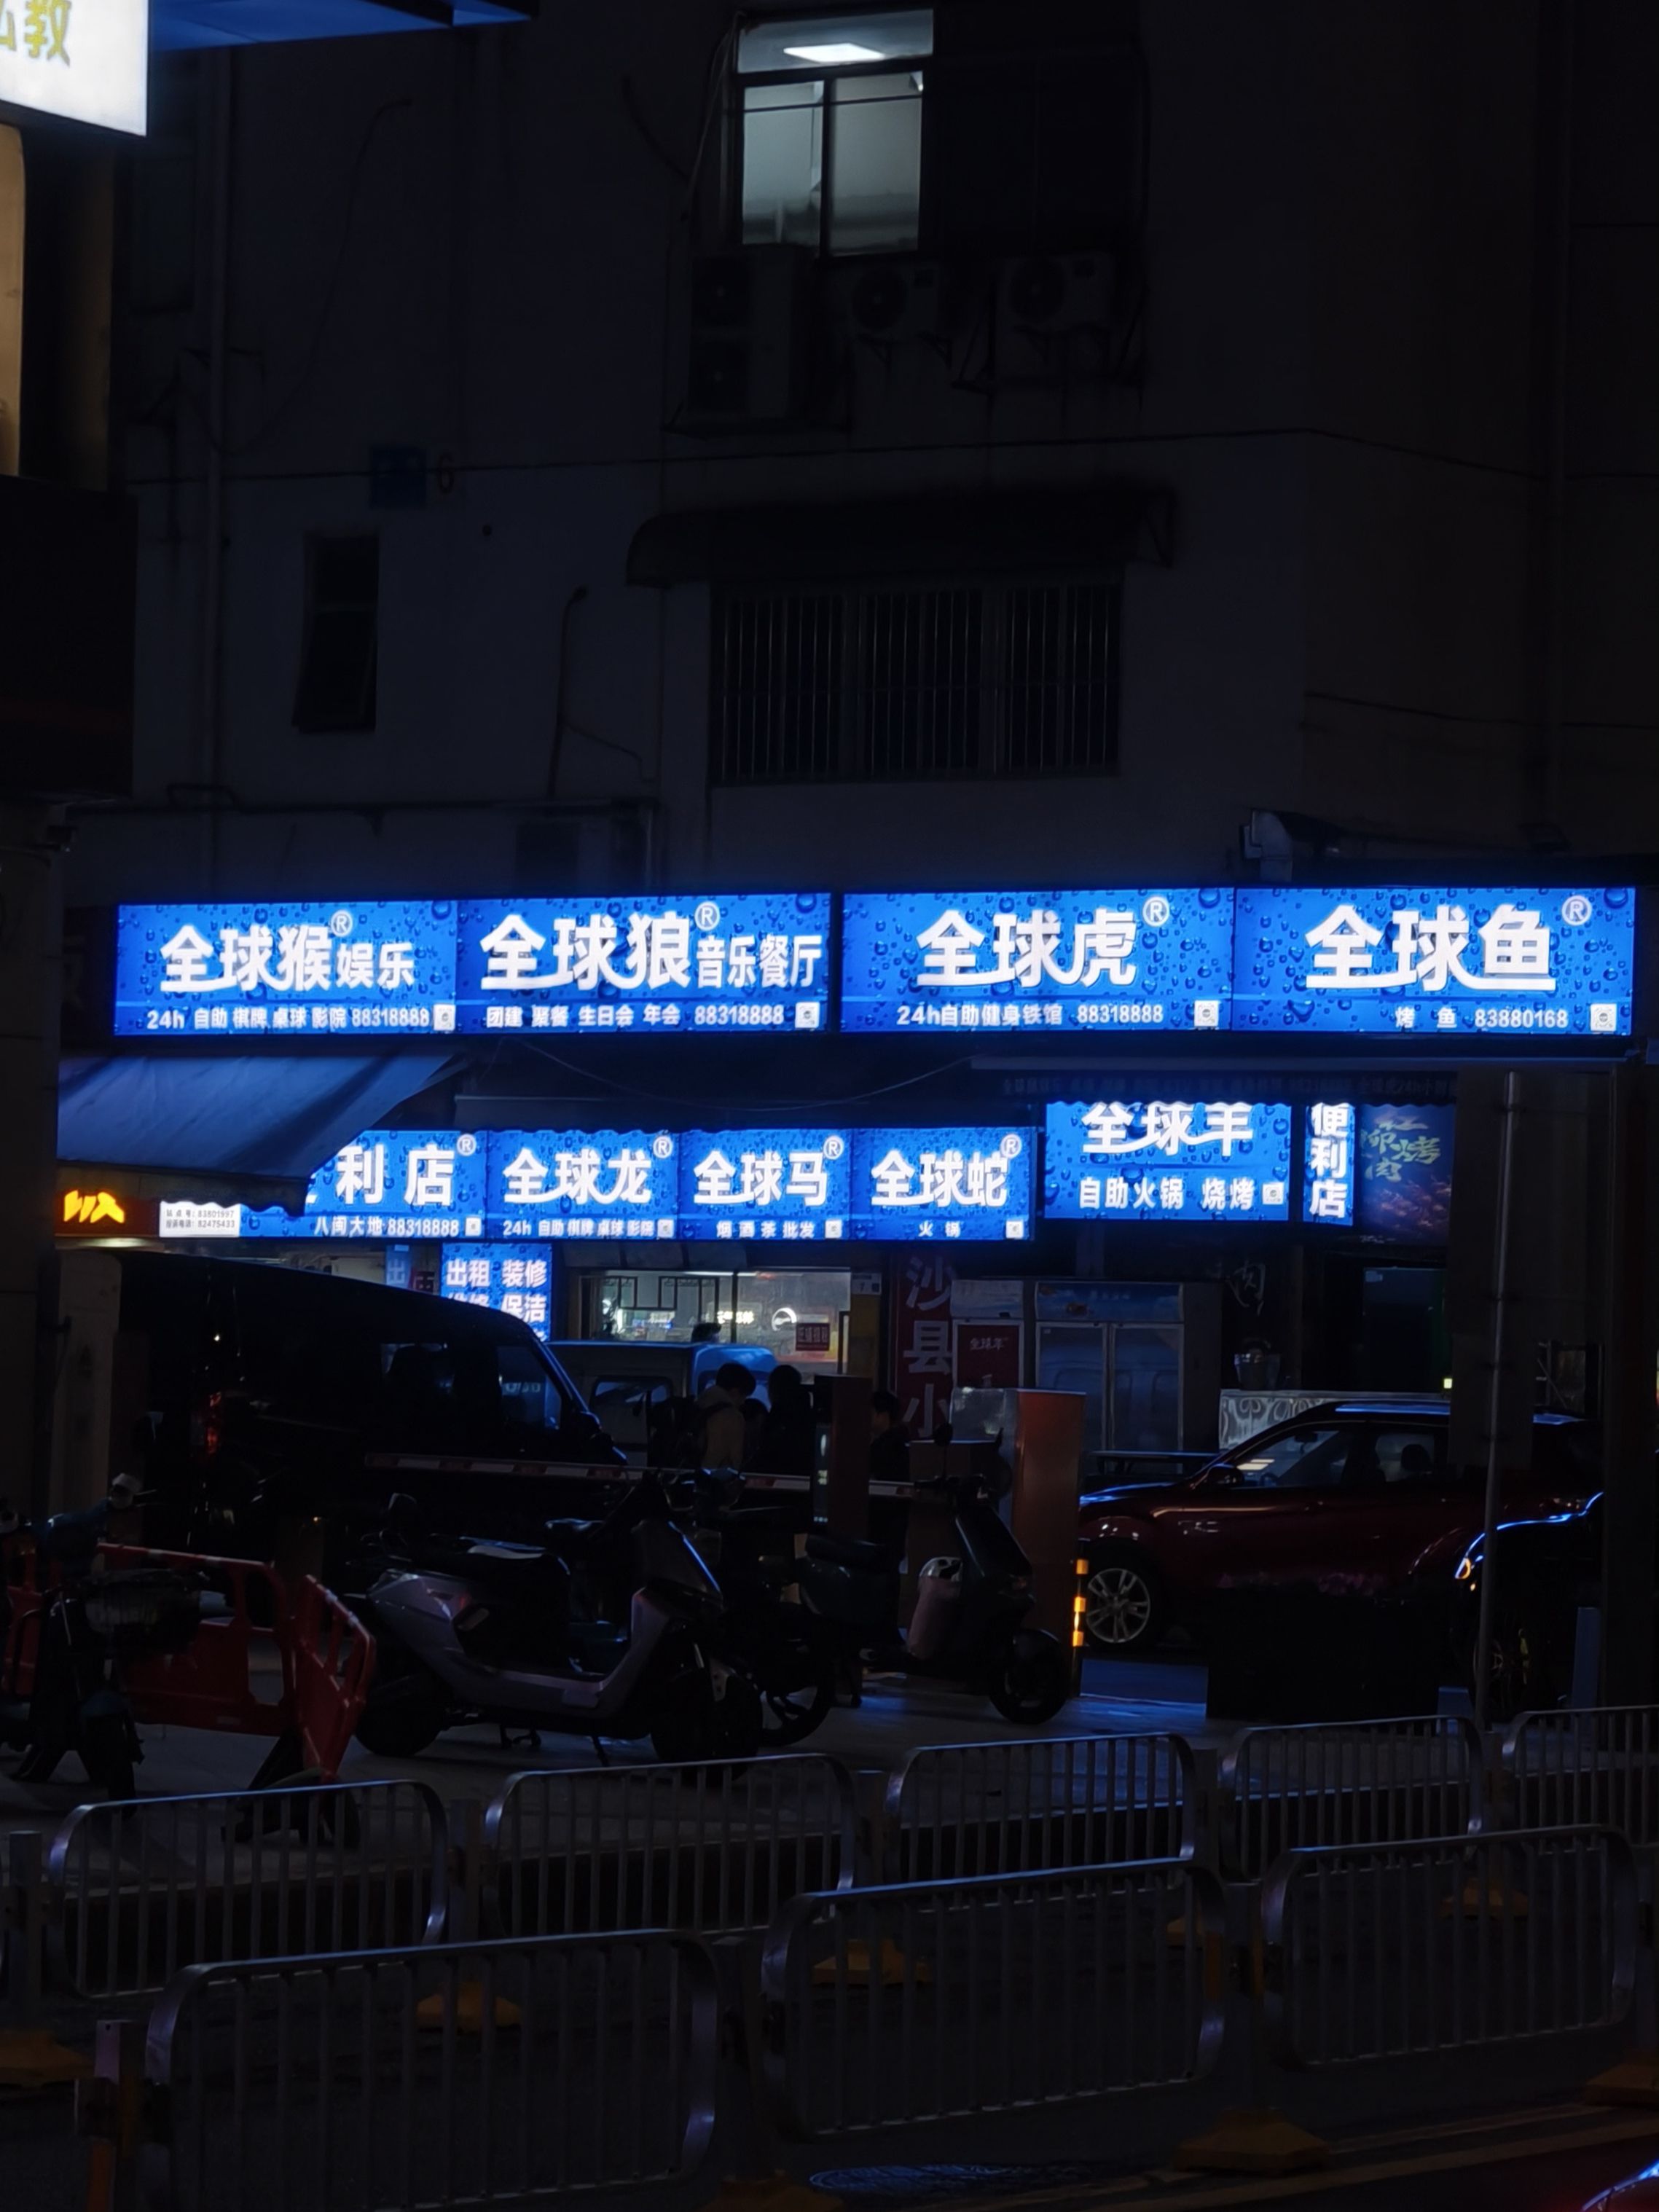 教
6
全球猴®娱乐
24h 自助 棋牌 桌球 影院 88318888
全球狼®音乐餐厅
团建 聚餐 生日会 年会 88318888
全球虎®
24h自助健身铁馆 88318888
全球鱼®
烤 鱼 83880168
利店®
八闽大地 88318888
全球龙®
24h 自助 棋牌 桌球 影院
全球马®
烟 酒 茶 批发
全球蛇®
火 锅
全球羊
自助火锅 烧烤
便利店
出租 装修
保洁
沙县小
全球羊